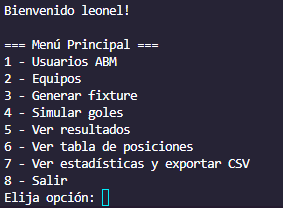 Bienvenido leonel!
=== Menú Principal ===
1 - Usuarios ABM
2 - Equipos
3 - Generar fixture
4 - Simular goles
5 - Ver resultados
6 - Ver tabla de posiciones
7 - Ver estadísticas y exportar CSV
8 - Salir
Elija opción: